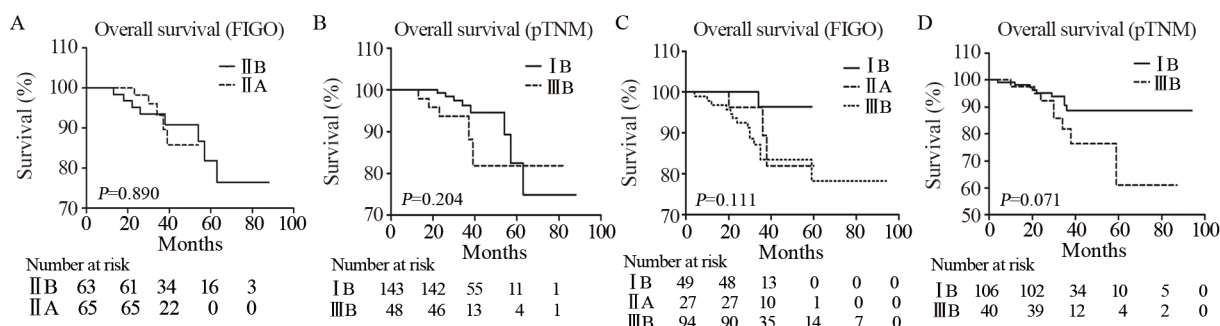 A
Overall survival (FIGO)
110
100
90
80
70
Survival (%)
ⅡB
ⅡA
P=0.890
0 20 40 60 80 100
Months
Number at risk
ⅡB 63 61 34 16 3
ⅡA 65 65 22 0 0
B
Overall survival (pTNM)
110
100
90
80
70
Survival (%)
ⅠB
ⅢB
P=0.204
0 20 40 60 80 100
Months
Number at risk
ⅠB 143 142 55 11 1
ⅢB 48 46 13 4 1
C
Overall survival (FIGO)
110
100
90
80
70
Survival (%)
ⅠB
ⅡA
ⅢB
P=0.111
0 20 40 60 80 100
Months
Number at risk
ⅠB 49 48 13 0 0 0
ⅡA 27 27 10 1 0 0
ⅢB 94 90 35 14 7 0
D
Overall survival (pTNM)
110
100
90
80
70
60
50
Survival (%)
ⅠB
ⅢB
P=0.071
0 20 40 60 80 100
Months
Number at risk
ⅠB 106 102 34 10 5 0
ⅢB 40 39 12 4 2 0